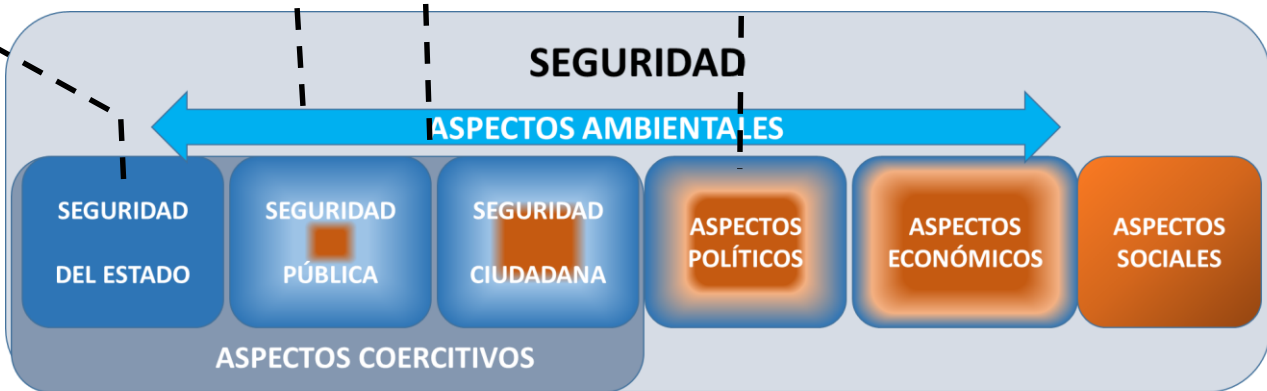 SEGURIDAD
ASPECTOS AMBIENTALES
SEGURIDAD
DEL ESTADO
SEGURIDAD
PÚBLICA
SEGURIDAD
CIUDADANA
ASPECTOS
POLÍTICOS
ASPECTOS
ECONÓMICOS
ASPECTOS
SOCIALES
ASPECTOS COERCITIVOS